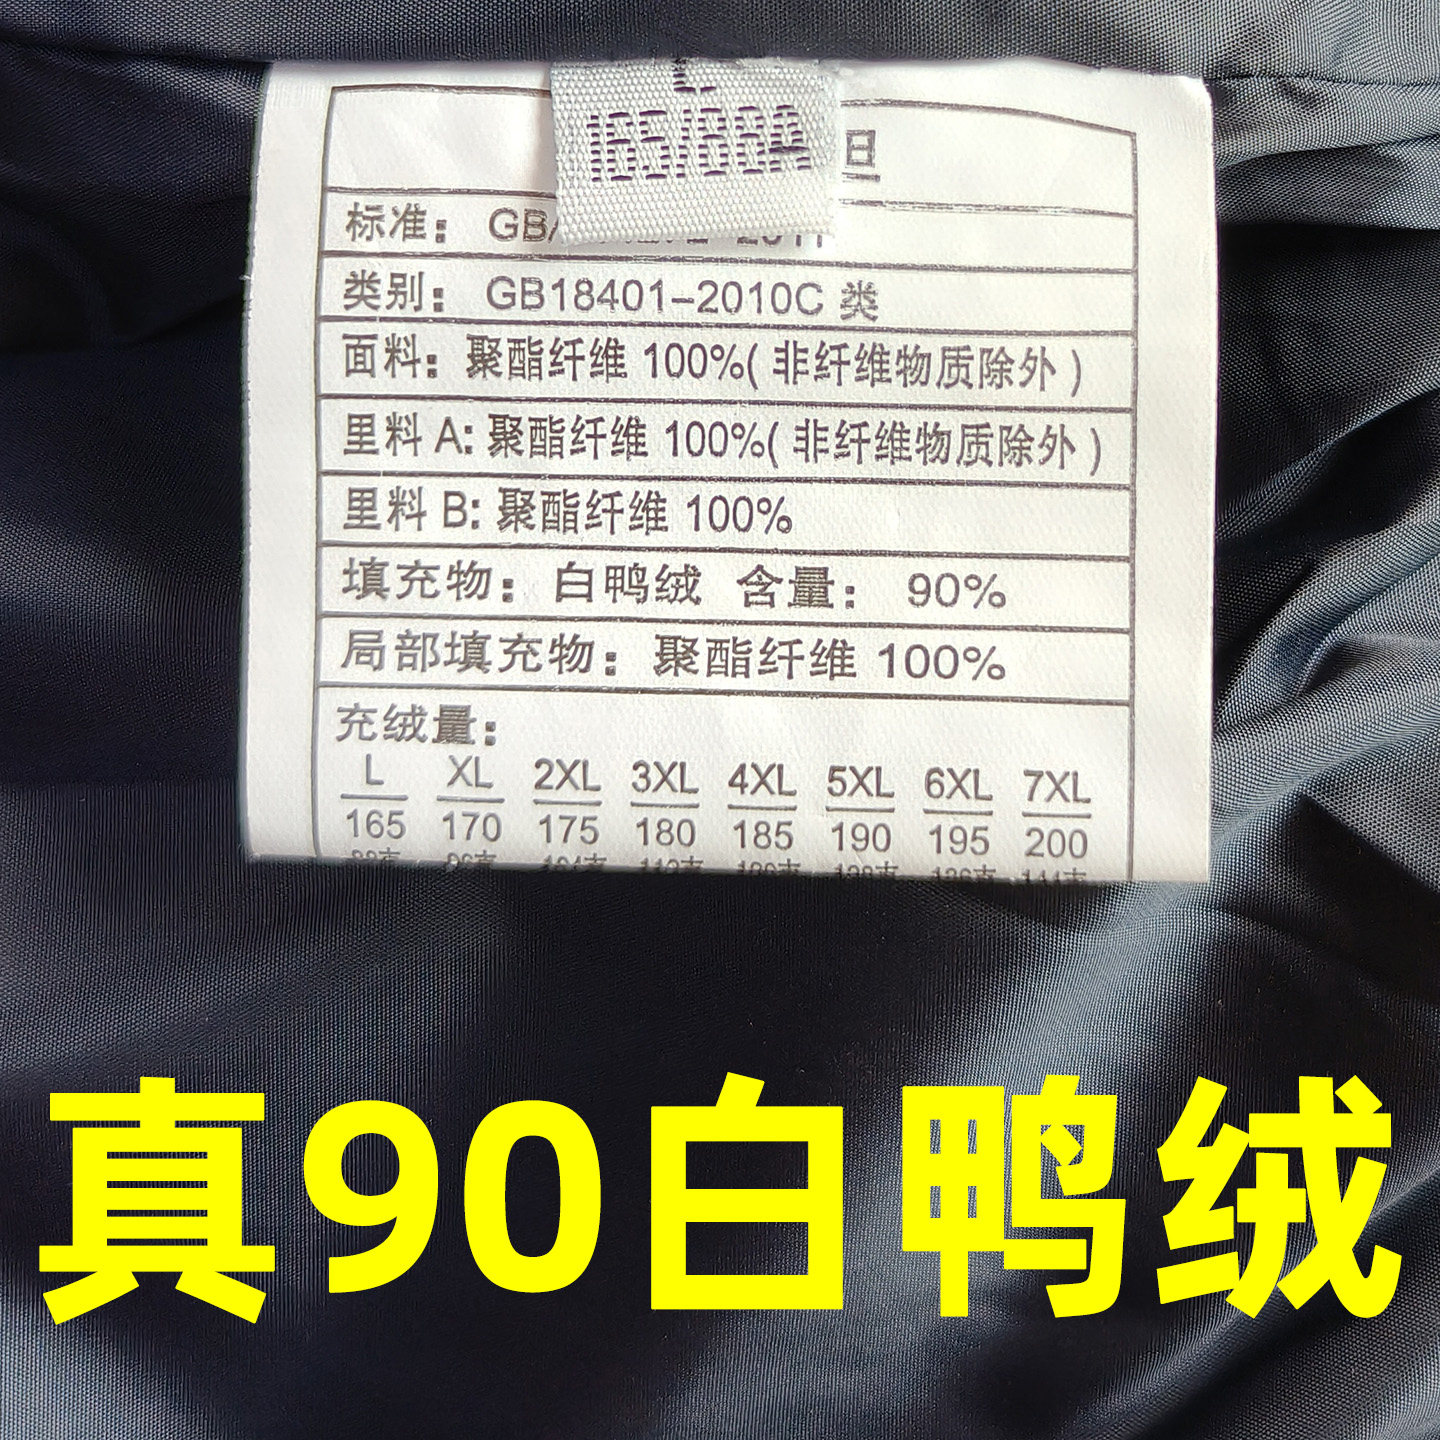 L
165/88A
标准：
类别：GB18401-2010C 类
面料：聚酯纤维 100%( 非纤维物质除外 )
里料 A: 聚酯纤维 100%( 非纤维物质除外 )
里料 B: 聚酯纤维 100%
填充物：白鸭绒 含量： 90%
局部填充物：聚酯纤维 100%
充绒量：
L XL 2XL 3XL 4XL 5XL 6XL 7XL
165 170 175 180 185 190 195 200
真90白鸭绒